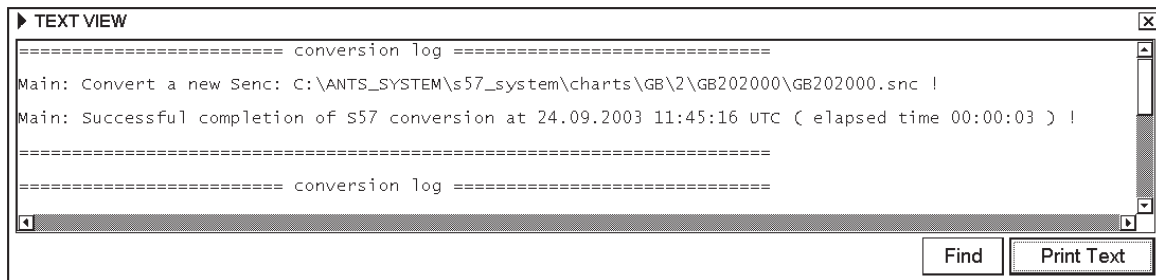 TEXT VIEW
========================= conversion log ==============================
Main: Convert a new Senc: C:\ANTS_SYSTEM\s57_system\charts\GB\2\GB202000\GB202000.snc !
Main: Successful completion of S57 conversion at 24.09.2003 11:45:16 UTC ( elapsed time 00:00:03 ) !
=======================================================================
========================= conversion log ==============================
Find Print Text